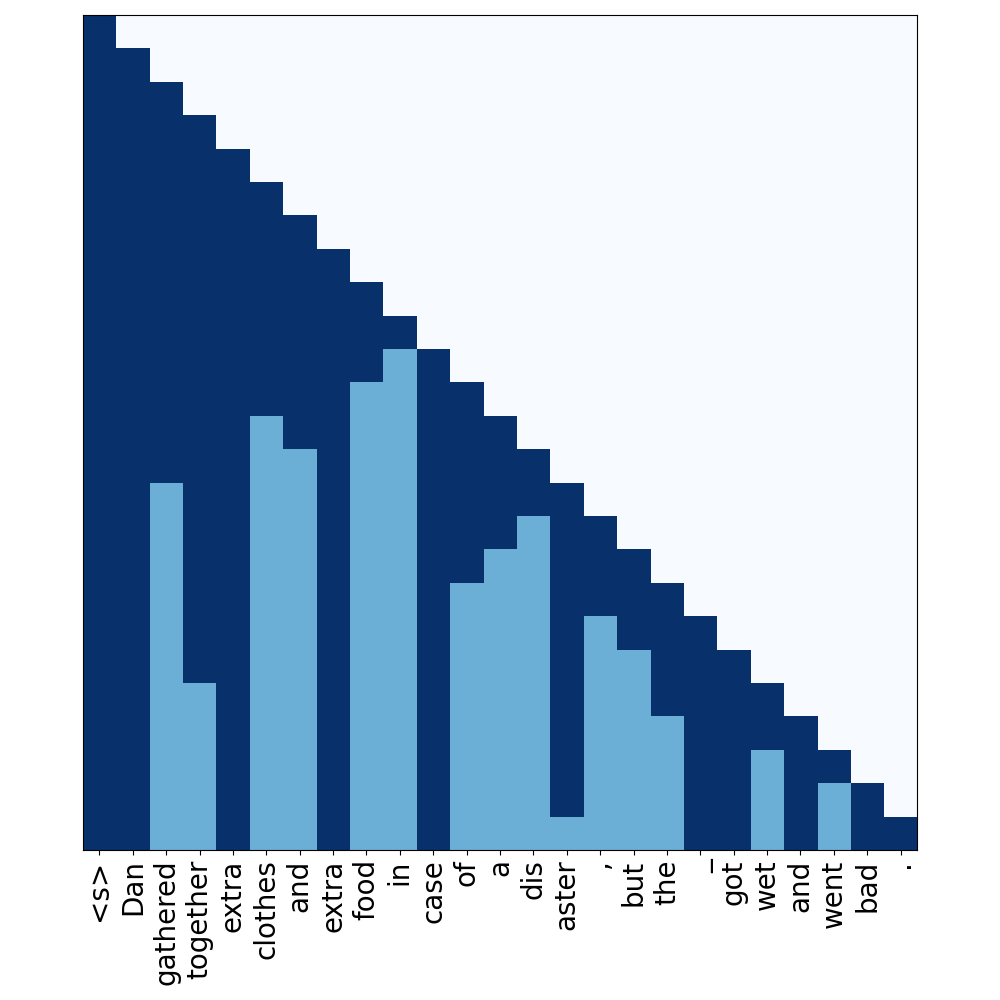 <s>
Dan
gathered
together
extra
clothes
and
extra
food
in
case
of
a
dis
aster
,
but
the
_
got
wet
and
went
bad
.